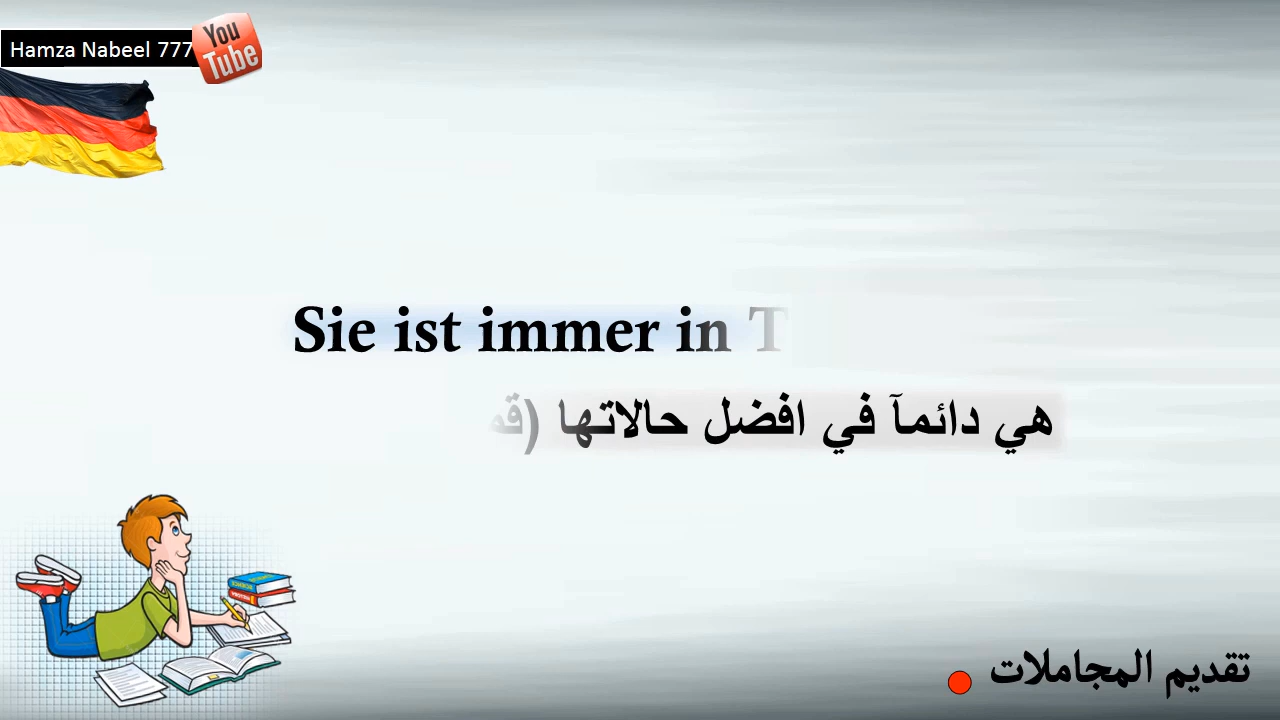 Hamza Nabeel 777
You
Tube
Sie ist immer in
هي دائمآ في افضل حالاتها
تقديم المجاملات